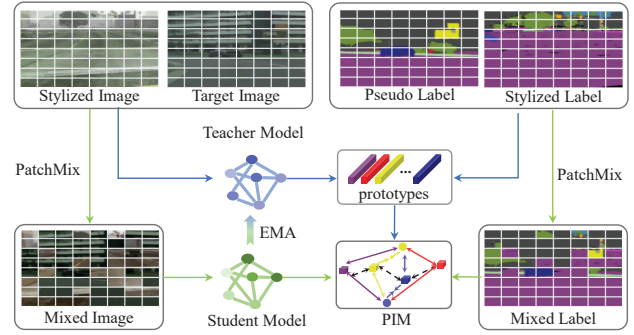 Stylized Image Target Image Pseudo Label Stylized Label
Teacher Model
PatchMix
...
prototypes
PatchMix
EMA
Mixed Image Student Model PIM Mixed Label